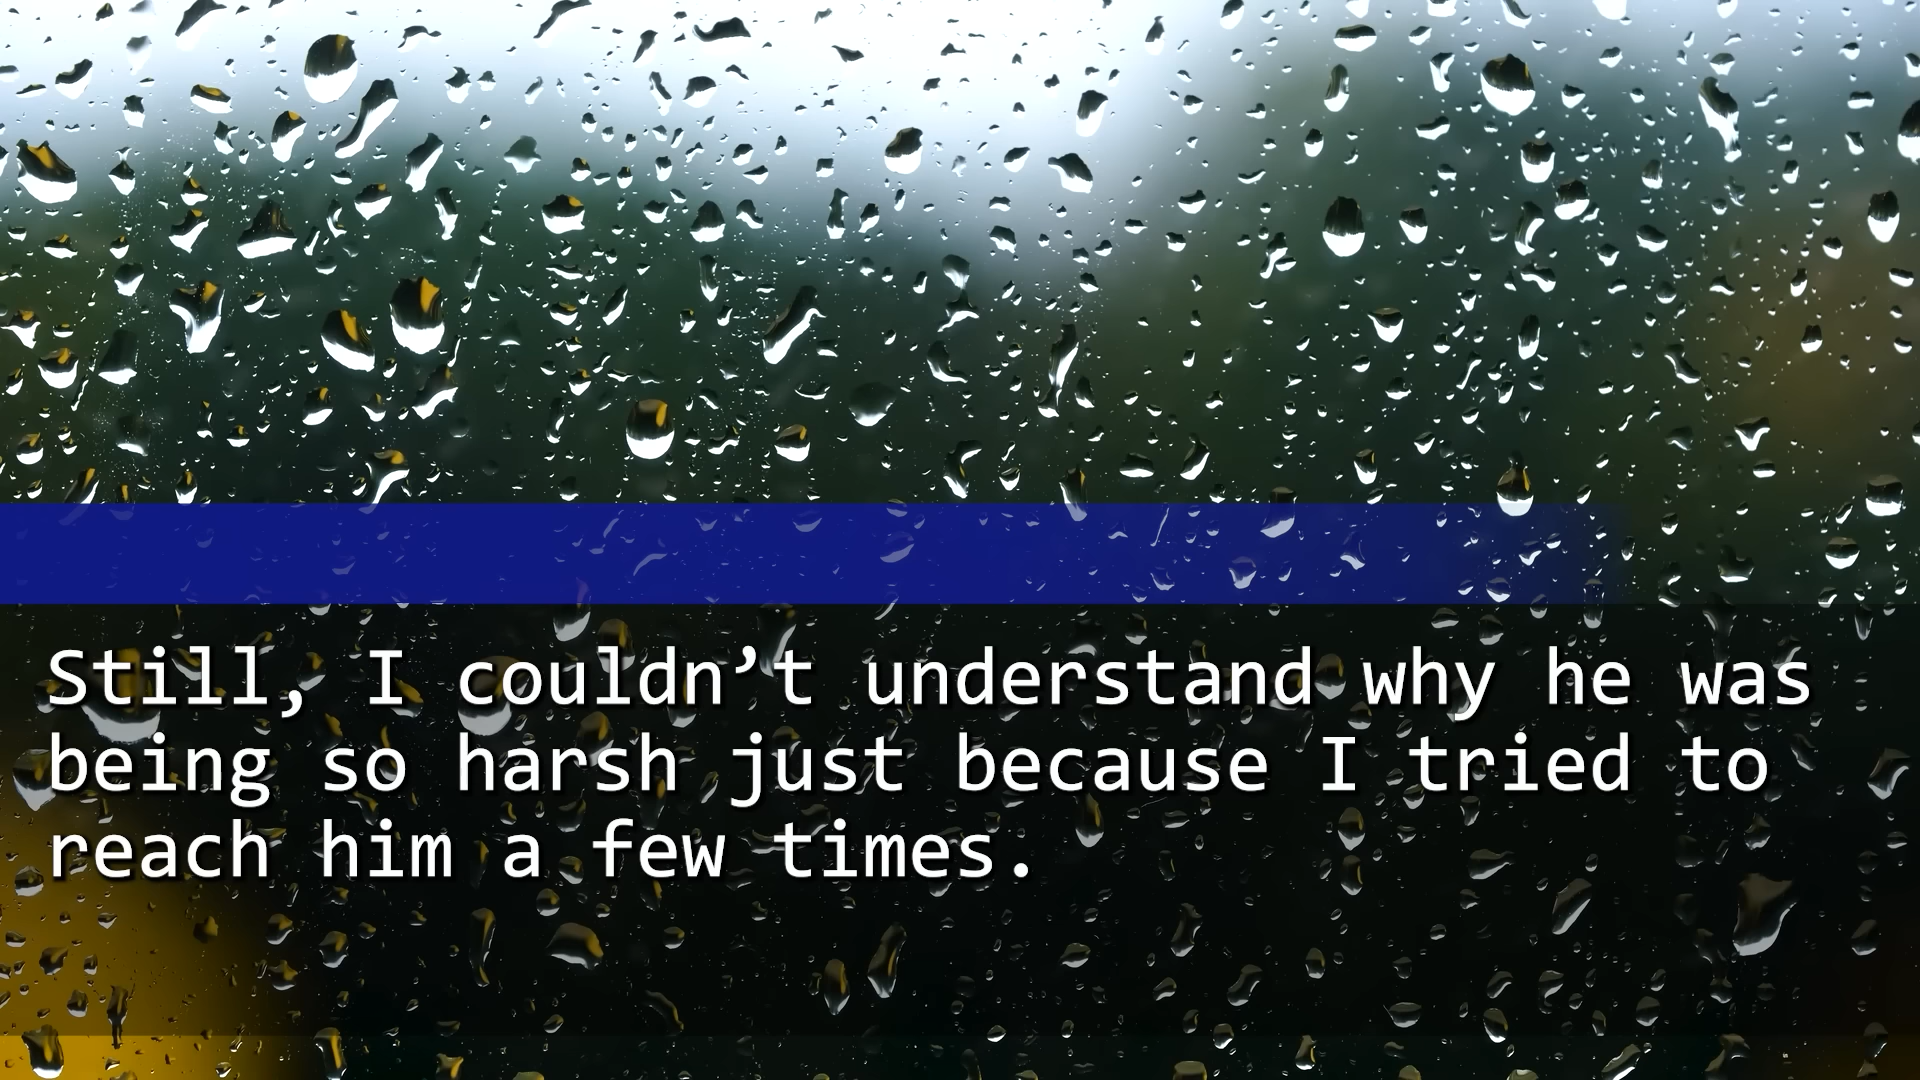 Still, I couldn’t understand why he was
being so harsh just because I tried to
reach him a few times.